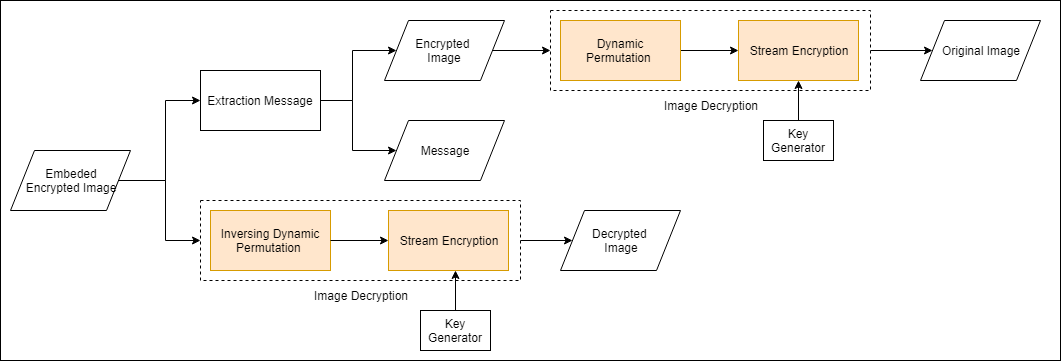 Encrypted
Image
Dynamic
Permutation
Stream Encryption
Original Image
Image Decryption
Key
Generator
Extraction Message
Message
Embeded
Encrypted Image
Inversing Dynamic
Permutation
Stream Encryption
Decrypted
Image
Image Decryption
Key
Generator